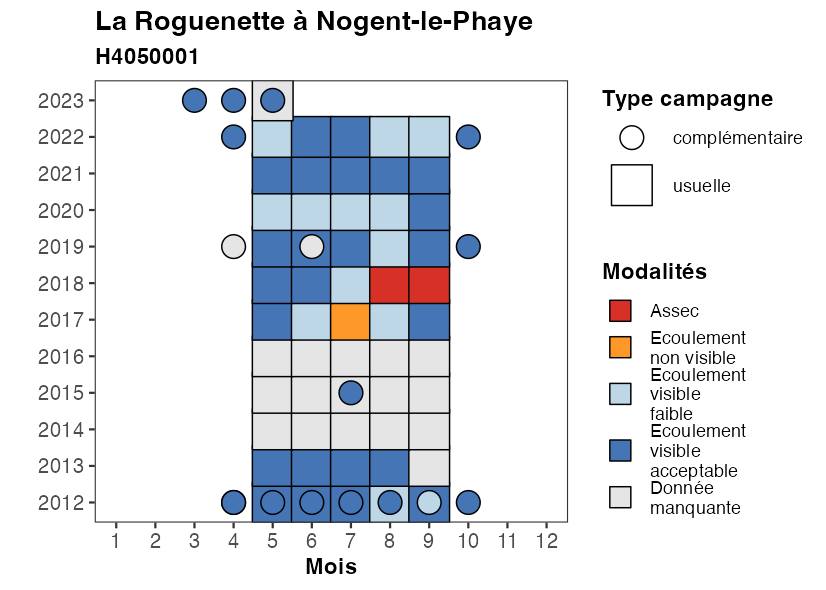 La Roguenette à Nogent-le-Phaye
H4050001
2023
2022
2021
2020
2019
2018
2017
2016
2015
2014
2013
2012
1 2 3 4 5 6 7 8 9 10 11 12
Mois
Type campagne
complémentaire
usuelle
Modalités
Assec
Ecoulement
non visible
Ecoulement
visible
faible
Ecoulement
visible
acceptable
Donnée
manquante